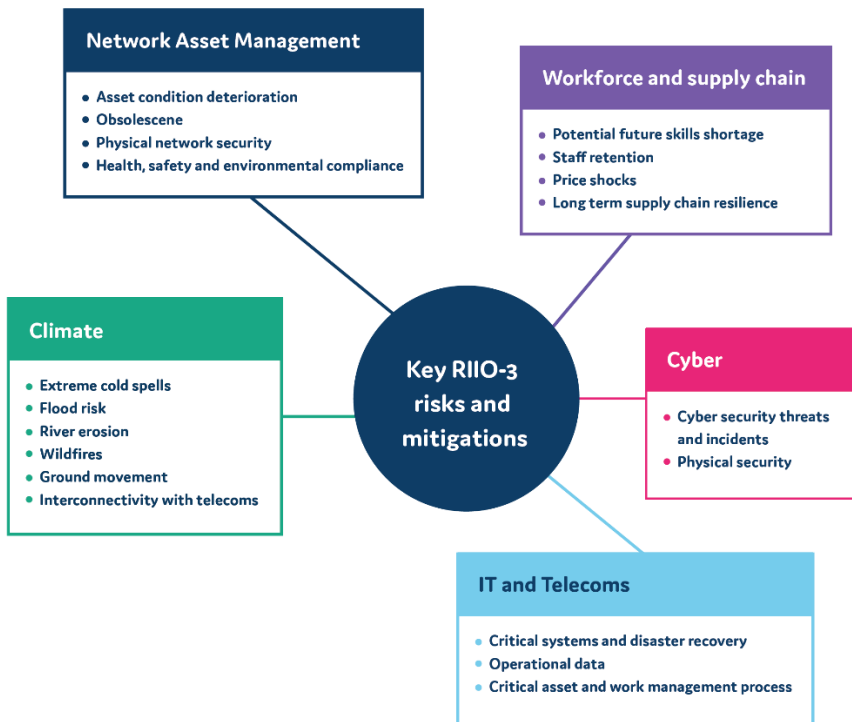 Network Asset Management
Asset condition deterioration
Obsolescene
Physical network security
Health, safety and environmental compliance
Workforce and supply chain
Potential future skills shortage
Staff retention
Price shocks
Long term supply chain resilience
Climate
Extreme cold spells
Flood risk
River erosion
Wildfires
Ground movement
Interconnectivity with telecoms
Key RIIO-3
risks and
mitigations
Cyber
Cyber security threats
and incidents
Physical security
IT and Telecoms
Critical systems and disaster recovery
Operational data
Critical asset and work management process